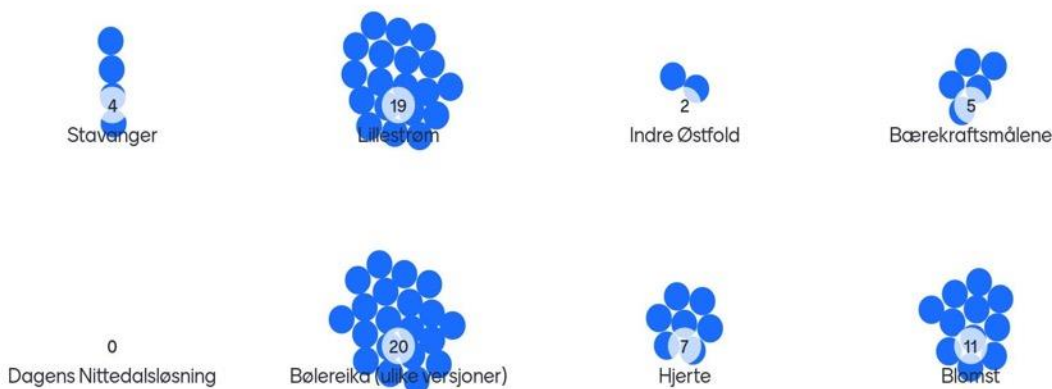 4 19 2 5
Stavanger Lillestrøm Indre Østfold Bærekraftsmålene
0 20 7 11
Dagens Nittedalsløsning Bølereika (ulike versjoner) Hjerte Blomst